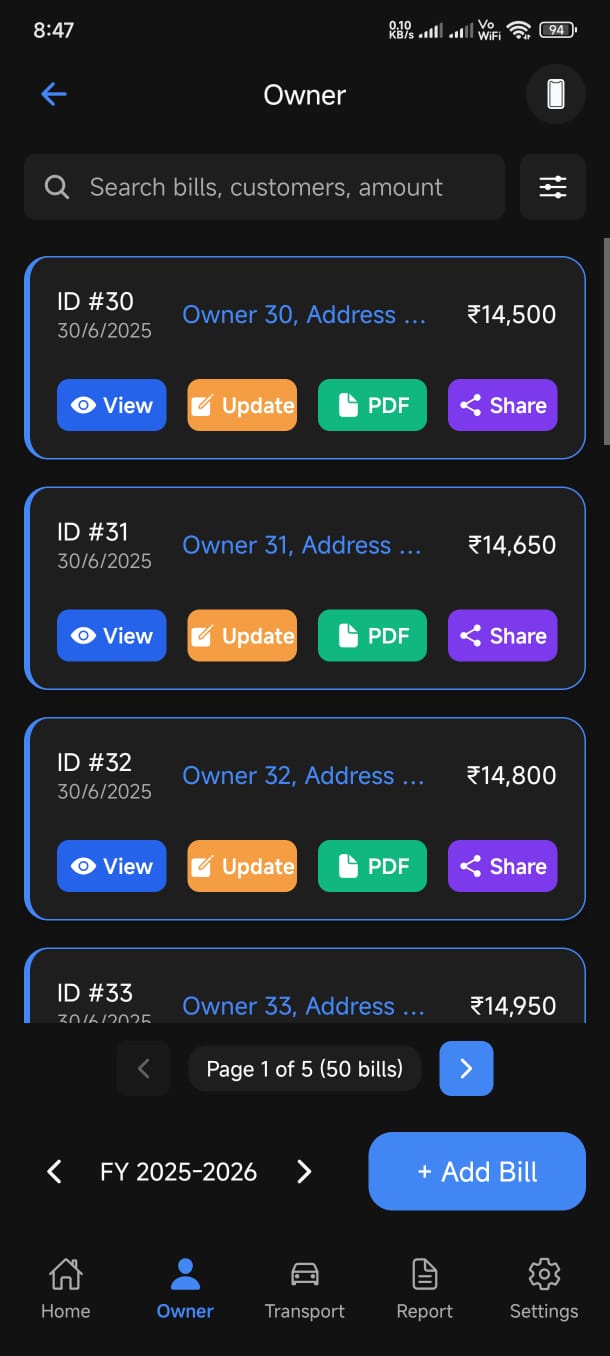 8:47
0.10
KB/s
Vo
WiFi
94
Owner
Search bills, customers, amount
ID #30
30/6/2025
Owner 30, Address ...
₹14,500
View
Update
PDF
Share
ID #31
30/6/2025
Owner 31, Address ...
₹14,650
View
Update
PDF
Share
ID #32
30/6/2025
Owner 32, Address ...
₹14,800
View
Update
PDF
Share
ID #33
30/6/2025
Owner 33, Address ...
₹14,950
Page 1 of 5 (50 bills)
FY 2025-2026
+ Add Bill
Home
Owner
Transport
Report
Settings